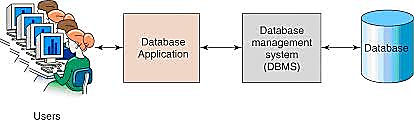 Database
Application
Database
management
system
(DBMS)
Database
Users